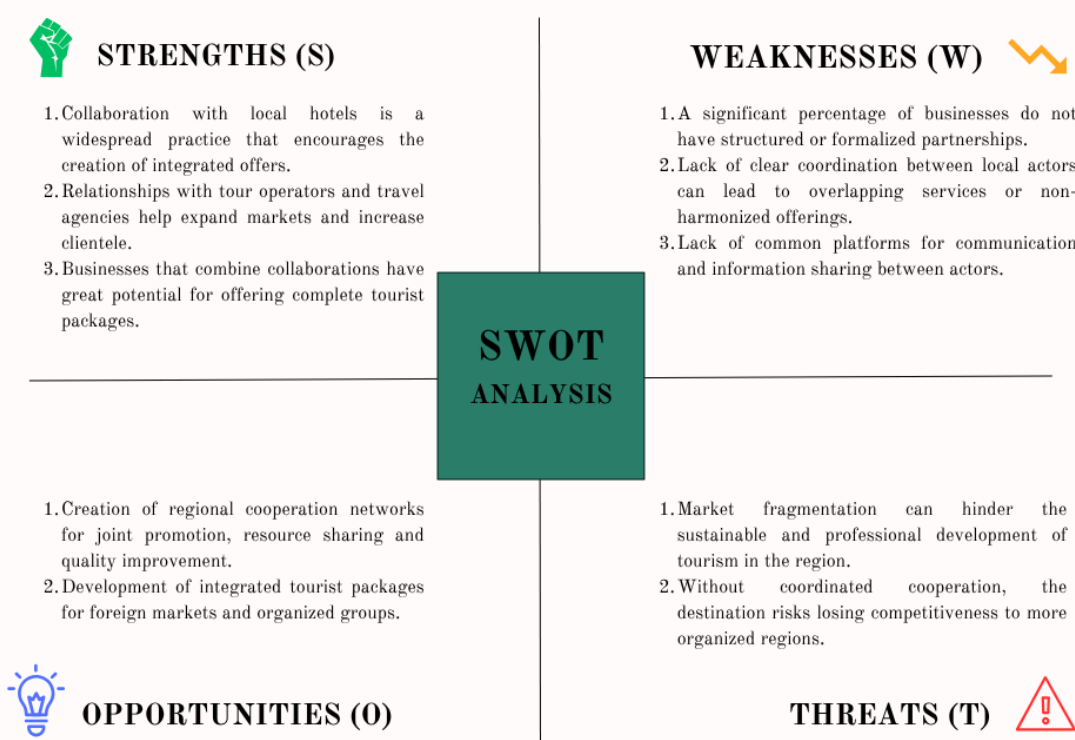 STRENGTHS (S)
1. Collaboration with local hotels is a
widespread practice that encourages the
creation of integrated offers.
2. Relationships with tour operators and travel
agencies help expand markets and increase
clientele.
3. Businesses that combine collaborations have
great potential for offering complete tourist
packages.
WEAKNESSES (W)
1. A significant percentage of businesses do not
have structured or formalized partnerships.
2. Lack of clear coordination between local actors
can lead to overlapping services or non-
harmonized offerings.
3. Lack of common platforms for communication
and information sharing between actors.
SWOT
ANALYSIS
1. Creation of regional cooperation networks
for joint promotion, resource sharing and
quality improvement.
2. Development of integrated tourist packages
for foreign markets and organized groups.
OPPORTUNITIES (O)
1. Market fragmentation can hinder the
sustainable and professional development of
tourism in the region.
2. Without coordinated cooperation, the
destination risks losing competitiveness to more
organized regions.
THREATS (T)